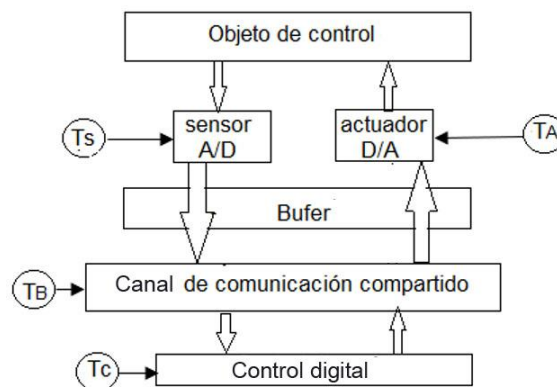 Objeto de control
Ts
sensor
A/D
actuador
D/A
TA
Bufer
TB
Canal de comunicación compartido
Tc
Control digital